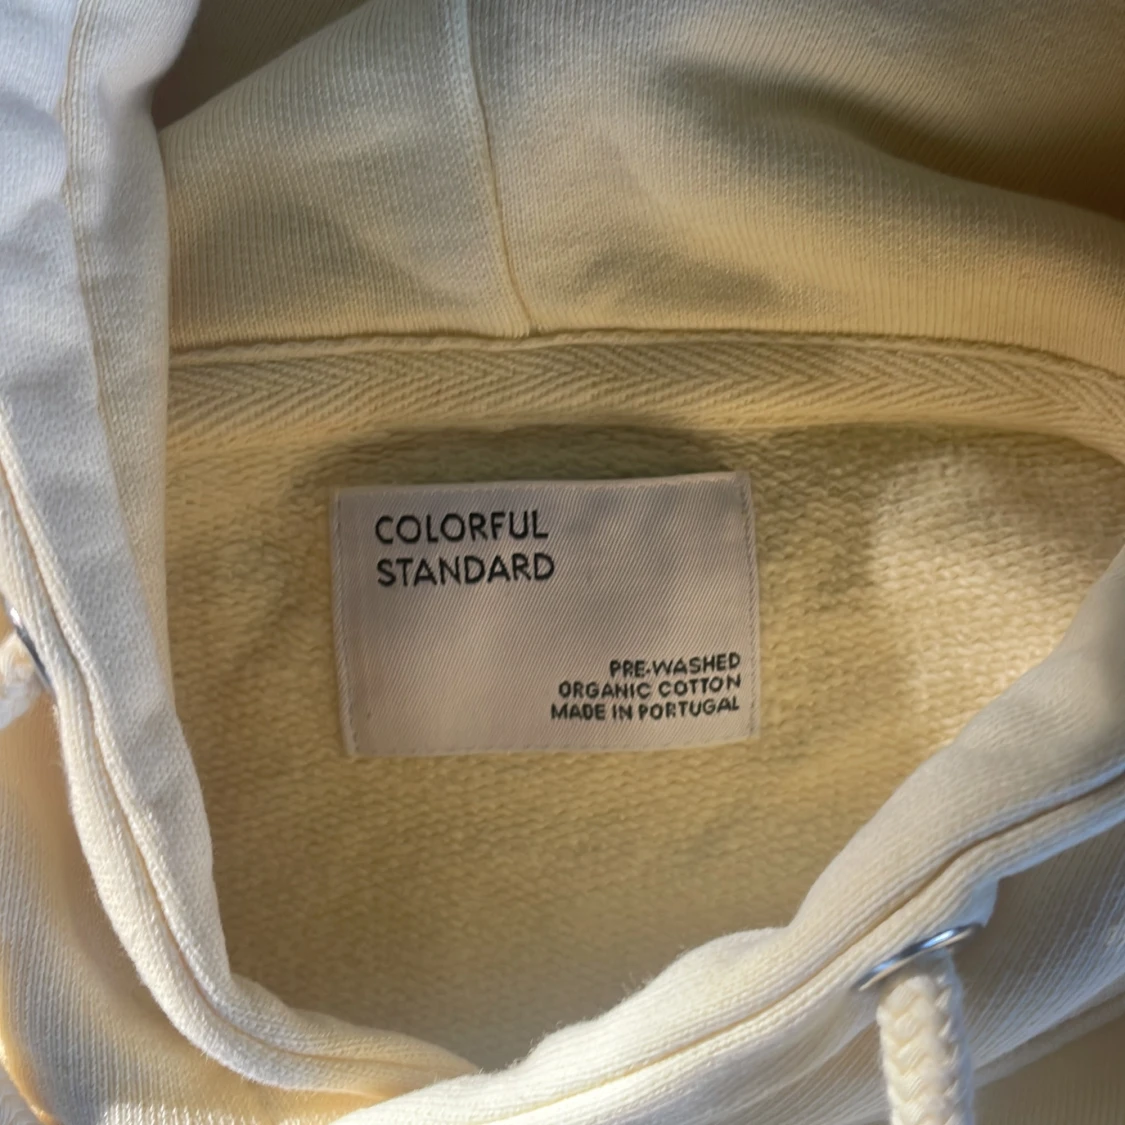 COLORFUL
STANDARD
PRE-WASHED
ORGANIC COTTON
MADE IN PORTUGAL